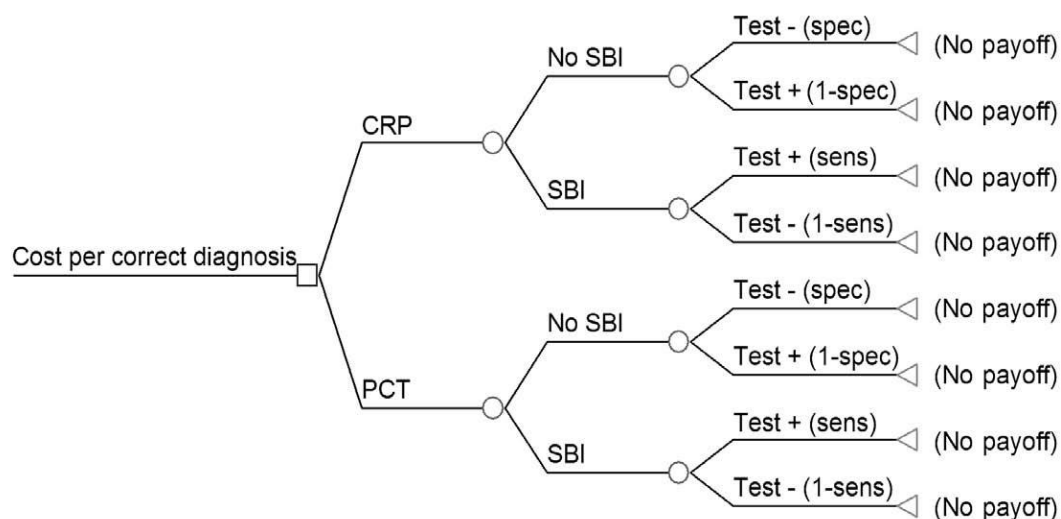 Test - (spec) (No payoff)
No SBI
Test + (1-spec) (No payoff)
CRP
Test + (sens) (No payoff)
SBI
Test - (1-sens) (No payoff)
Cost per correct diagnosis
Test - (spec) (No payoff)
No SBI
Test + (1-spec) (No payoff)
PCT
Test + (sens) (No payoff)
SBI
Test - (1-sens) (No payoff)